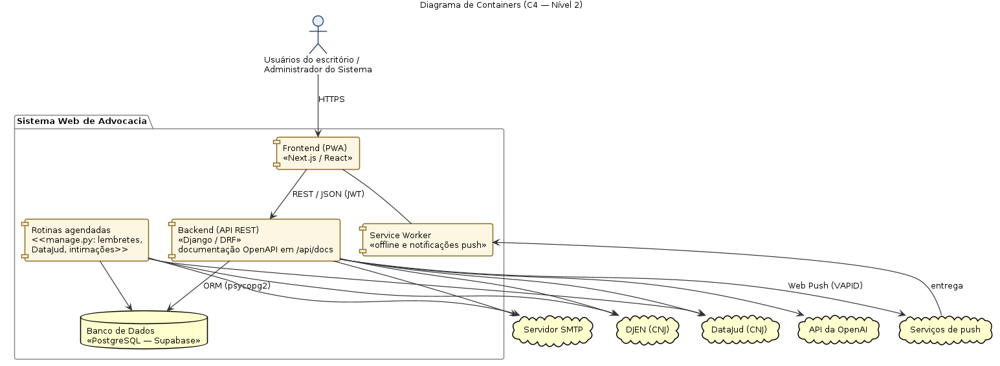 Diagrama de Containers (C4 — Nível 2)
Usuários do escritório /
Administrador do Sistema
HTTPS
Sistema Web de Advocacia
Frontend (PWA)
«Next.js / React»
REST / JSON (JWT)
Rotinas agendadas
<<manage.py: lembretes,
DataJud, intimações>>
Backend (API REST)
«Django / DRF»
documentação OpenAPI em /api/docs
Service Worker
«offline e notificações push»
ORM (psycopg2)
Web Push (VAPID)
entrega
Banco de Dados
«PostgreSQL — Supabase»
Servidor SMTP
DJEN (CNJ)
DataJud (CNJ)
API da OpenAI
Serviços de push